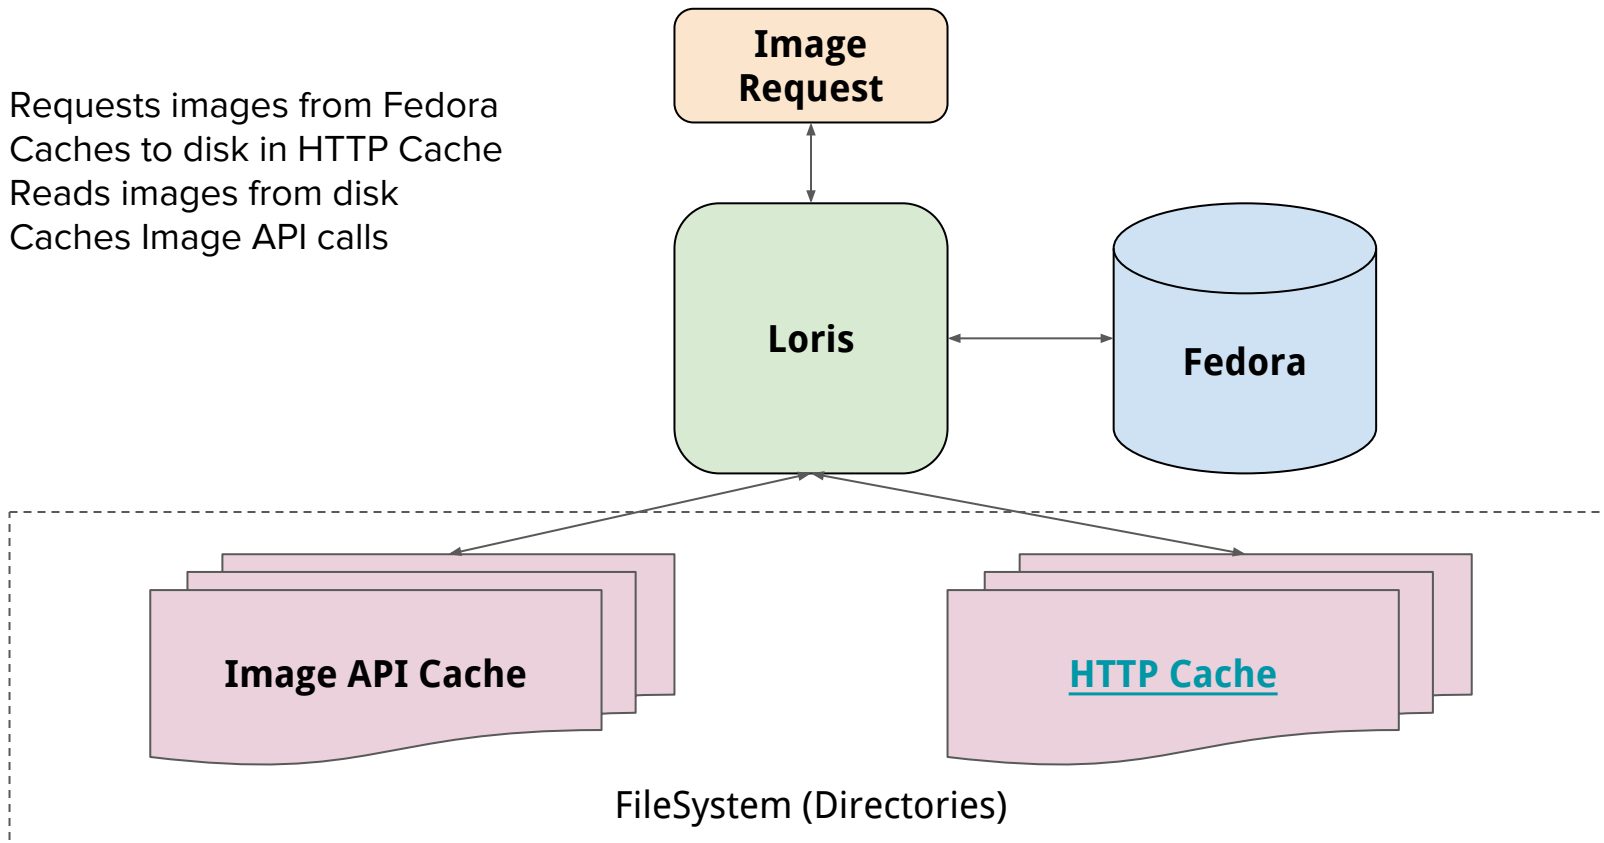 Image
Request
Requests images from Fedora
Caches to disk in HTTP Cache
Reads images from disk
Caches Image API calls
Loris
Fedora
Image API Cache
HTTP Cache
FileSystem (Directories)